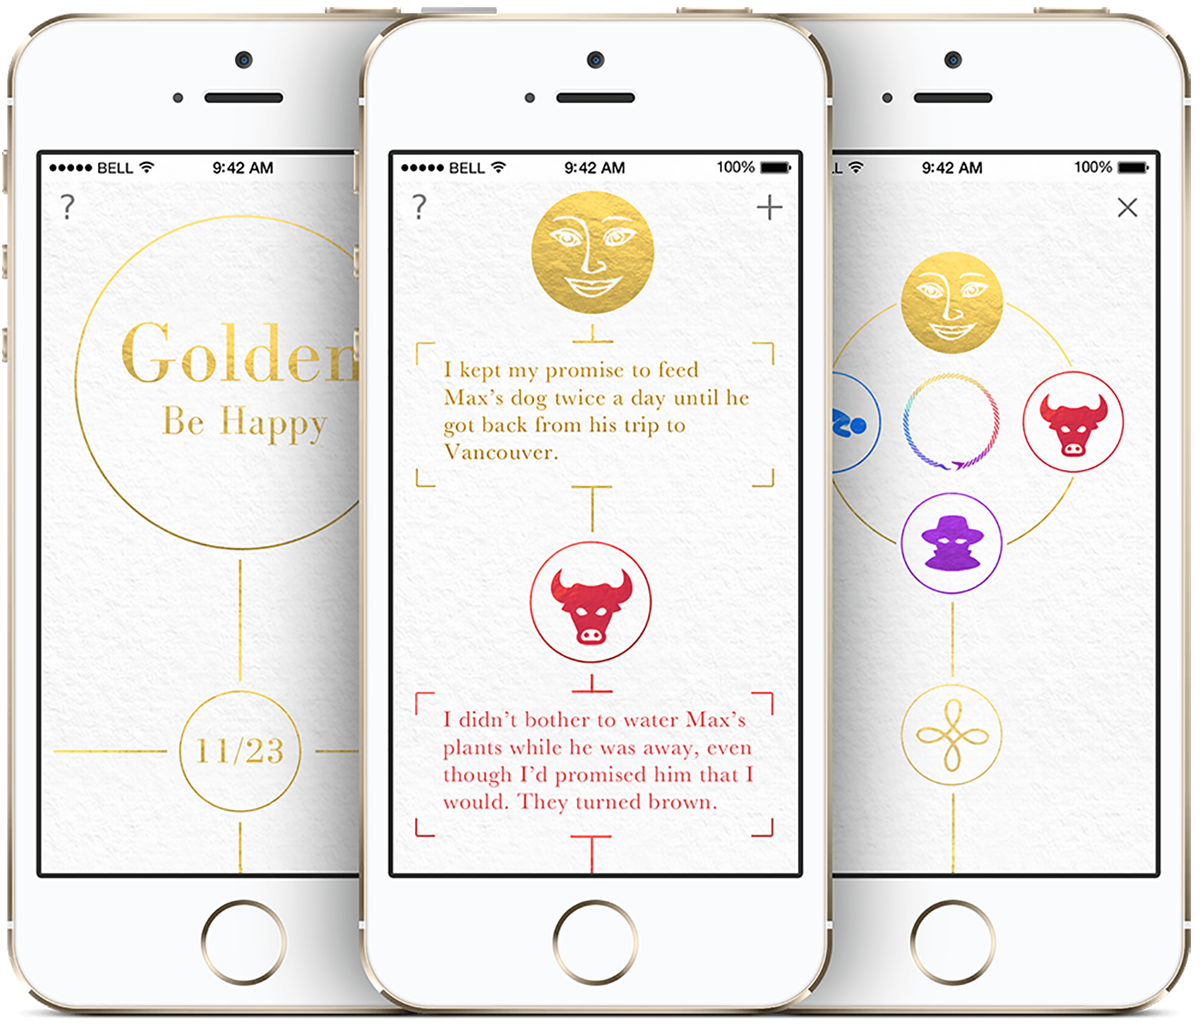 BELL
9:42 AM
?
Golden
Be Happy
11/23
BELL
9:42 AM
100%
?
I kept my promise to feed
Max’s dog twice a day until he
got back from his trip to
Vancouver.
I didn’t bother to water Max’s
plants while he was away, even
though I’d promised him that I
would. They turned brown.
LL
9:42 AM
100%